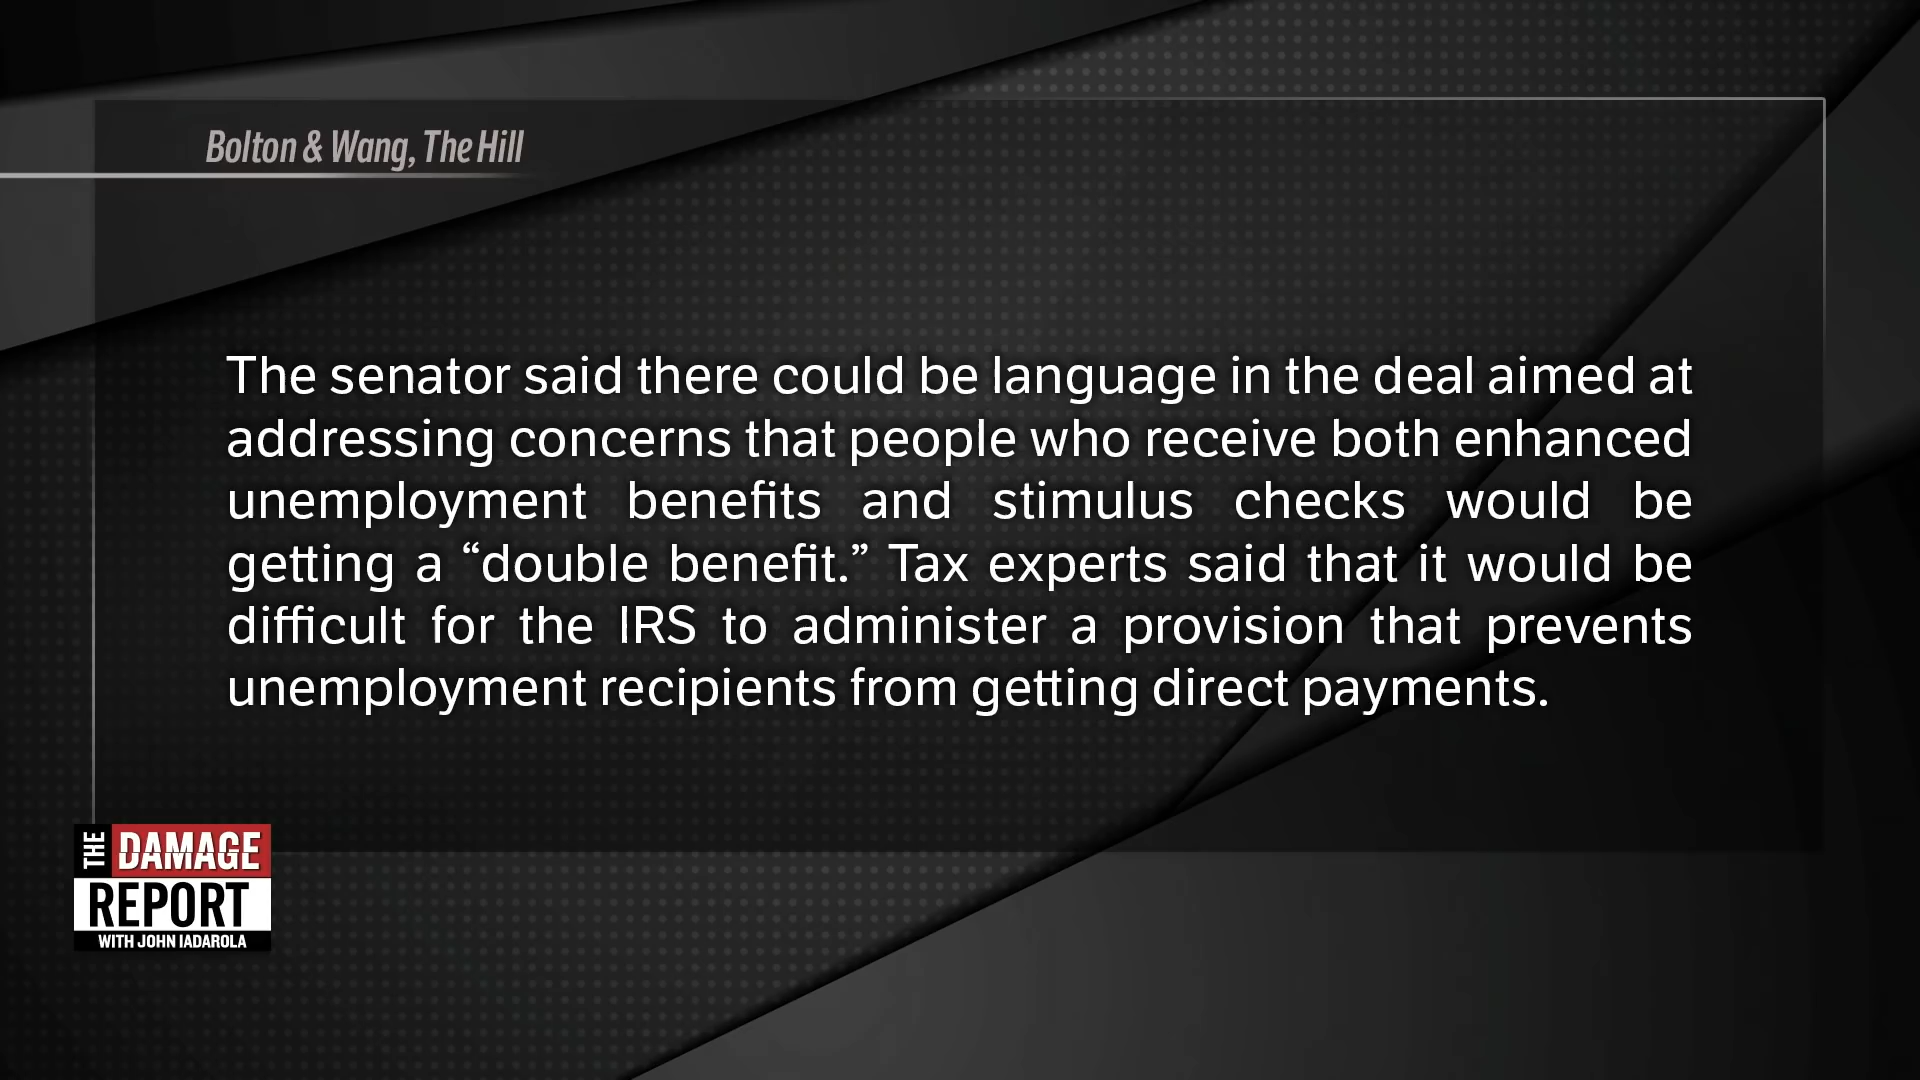 Bolton & Wang, The Hill
The senator said there could be language in the deal aimed at
addressing concerns that people who receive both enhanced
unemployment benefits and stimulus checks would be
getting a “double benefit.” Tax experts said that it would be
difficult for the IRS to administer a provision that prevents
unemployment recipients from getting direct payments.
THE DAMAGE
REPORT
WITH JOHN IADAROLA